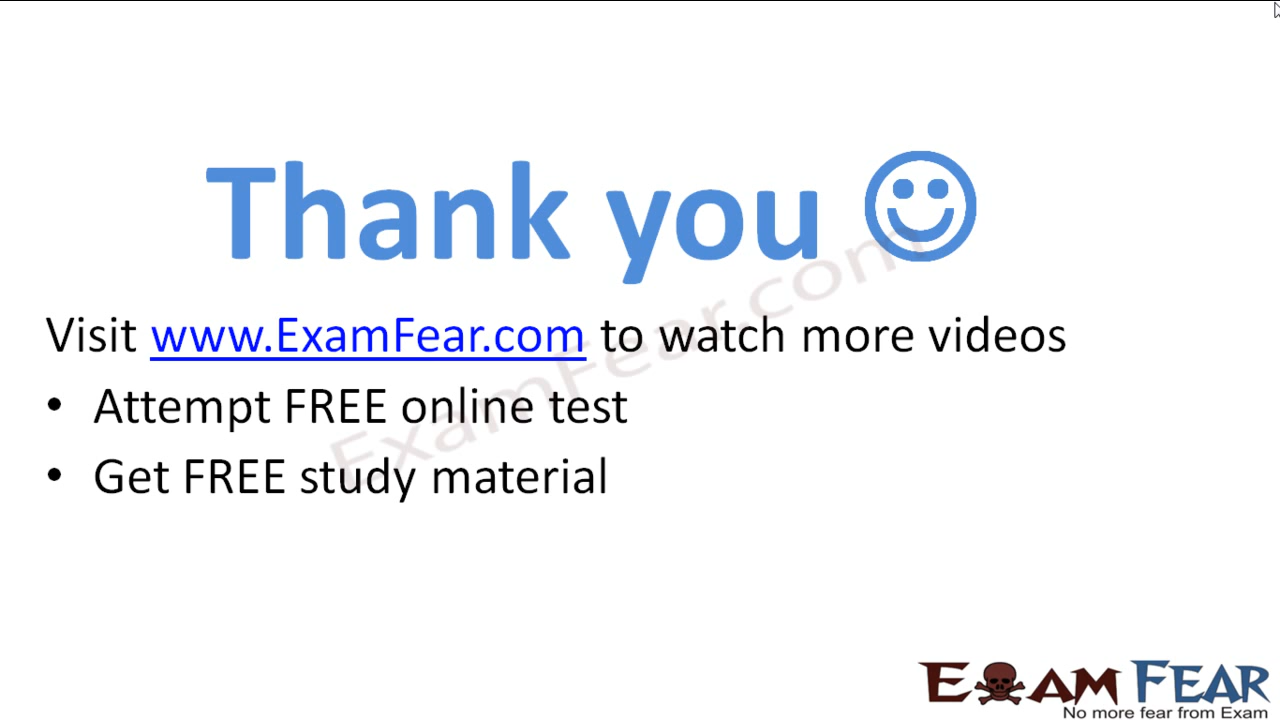 Thank you ☺
Visit www.ExamFear.com to watch more videos
• Attempt FREE online test
• Get FREE study material
ExamFear.com
EXAM FEAR
No more fear from Exam